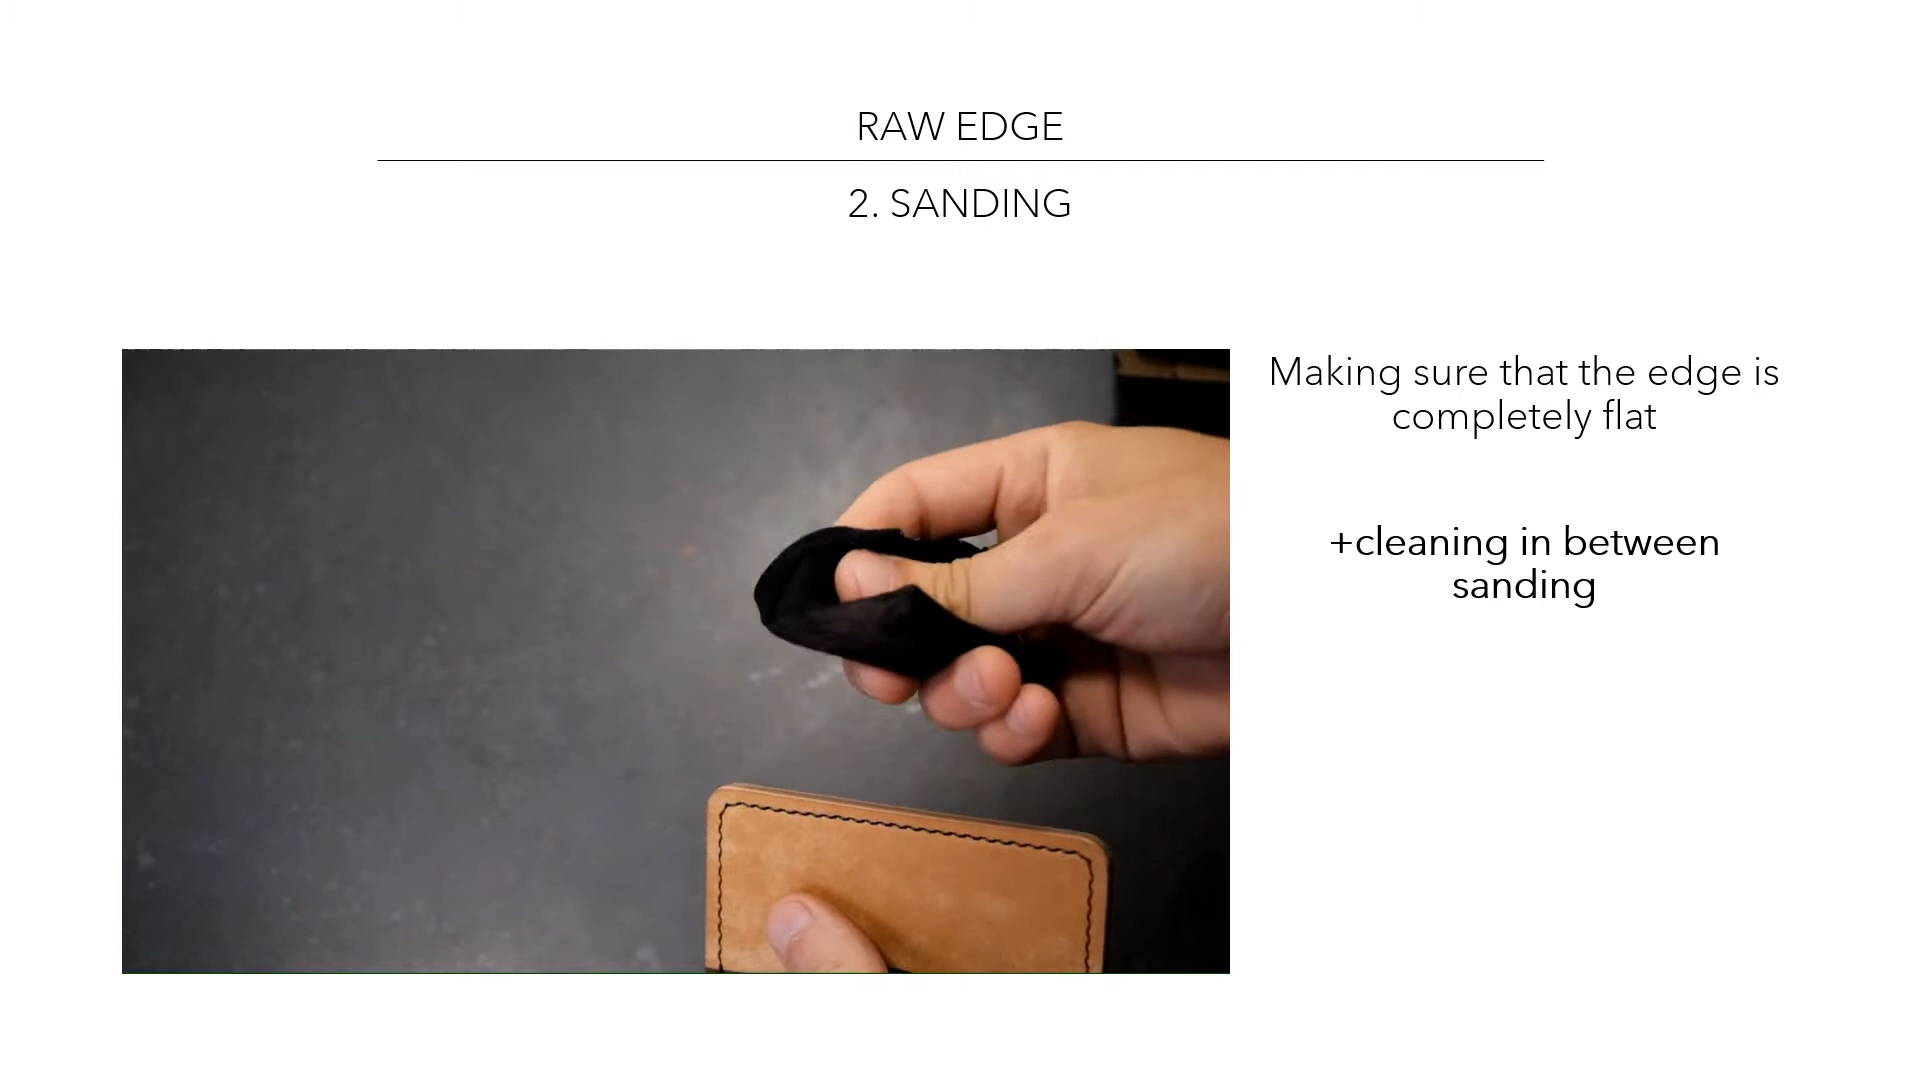 RAW EDGE
2. SANDING
Making sure that the edge is
completely flat
+cleaning in between
sanding